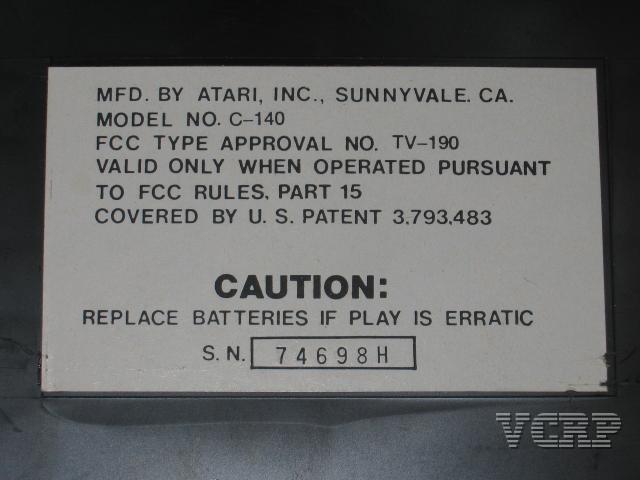 MFD. BY ATARI, INC., SUNNYVALE. CA.
MODEL NO. C-140
FCC TYPE APPROVAL NO. TV-190
VALID ONLY WHEN OPERATED PURSUANT
TO FCC RULES, PART 15
COVERED BY U. S. PATENT 3,793,483
CAUTION:
REPLACE BATTERIES IF PLAY IS ERRATIC
S. N. 74698H
VCRP